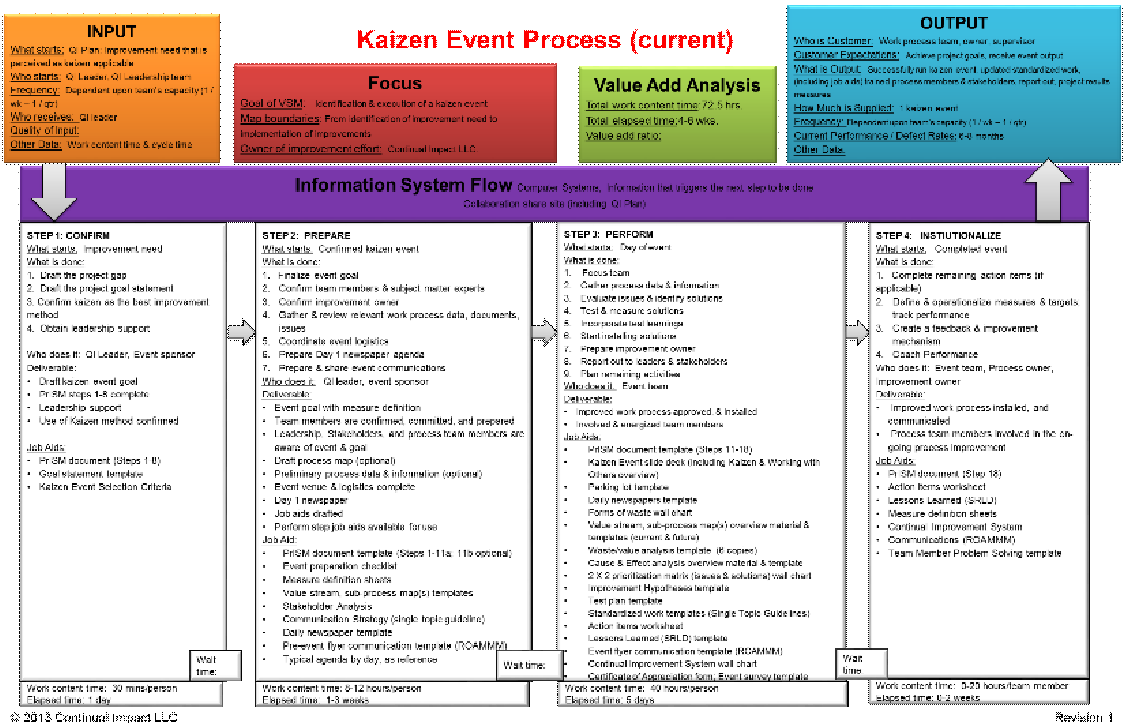 Kaizen Event Process (current)
INPUT
What starts: QI Plan: Improvement need that is
perceived as kaizen applicable
Who starts: QI Leader, QI Leadership team
Frequency: Dependent upon team's capacity (1 /
wk – 1 / qtr)
Who receives: QI leader
Quality of Input:
Other Data: Work content time & cycle time
Focus
Goal of VSM: Identification & execution of a kaizen event
Map boundaries: From identification of improvement need to
implementation of improvements
Owner of improvement effort: Continual Impact LLC
Value Add Analysis
Total work content time: 72.5 hrs
Total elapsed time: 4-6 wks.
Value add ratio:
OUTPUT
Who is Customer: Work process team, owner, supervisor
Customer Expectations: Achieve project goals, receive event output
What is Output: Successfully run kaizen event, updated standardized work,
(including job aids) trained process members & stakeholders, report out, project results
measures
How Much is Supplied: 1 kaizen event
Frequency: Dependent upon team's capacity (1 / wk – 1 / qtr)
Current Performance / Defect Rates: 6-8 months
Other Data:
Information System Flow Computer Systems, Information that triggers the next step to be done
Collaboration share site (including QI Plan)
STEP 1: CONFIRM
What starts: Improvement need
What is done:
1. Draft the project gap
2. Draft the project goal statement
3. Confirm kaizen as the best improvement
method
4. Obtain leadership support
Who does it: QI Leader, Event sponsor
Deliverable:
• Draft kaizen event goal
• PrISM steps 1-8 complete
• Leadership support
• Use of Kaizen method confirmed
Job Aids:
• PrISM document (Steps 1-8)
• Goal statement template
• Kaizen Event Selection Criteria
Wait
time:
Work content time: 30 mins/person
Elapsed time: 1 day
STEP 2: PREPARE
What starts: Confirmed kaizen event
What is done:
1. Finalize event goal
2. Confirm team members & subject matter experts
3. Confirm improvement owner
4. Gather & review relevant work process data, documents,
issues
5. Coordinate event logistics
6. Prepare Day 1 newspaper agenda
7. Prepare & share event communications
Who does it: QI leader, event sponsor
Deliverable:
• Event goal with measure definition
• Team members are confirmed, committed, and prepared
• Leadership, Stakeholders, and process team members are
aware of event & goal
• Draft process map (optional)
• Preliminary process data & information (optional)
• Event venue & logistics complete
• Day 1 newspaper
• Job aids drafted
• Perform step job aids available for use
Job Aid:
• PrISM document template (Steps 1-11a; 11b optional)
• Event preparation checklist
• Measure definition sheets
• Value stream, sub process map(s) templates
• Stakeholder Analysis
• Communication Strategy (single topic guideline)
• Daily newspaper template
• Pre-event flyer communication template (ROAMMM)
• Typical agenda by day, as reference
Wait time:
Work content time: 8-12 hours/person
Elapsed time: 1-3 weeks
STEP 3: PERFORM
What starts: Day of event
What is done:
1. Focus team
2. Gather process data & information
3. Evaluate issues & identify solutions
4. Test & measure solutions
5. Incorporate test learnings
6. Start installing solutions
7. Prepare improvement owner
8. Report out to leaders & stakeholders
9. Plan remaining activities
Who does it: Event team
Deliverable:
• Improved work process approved, & installed
• Involved & energized team members
Job Aids:
• PrISM document template (Steps 11-18)
• Kaizen Event slide deck (including Kaizen & Working with
Others overview)
• Parking lot template
• Daily newspapers template
• Forms of waste wall chart
• Value stream, sub-process map(s) overview material &
templates (current & future)
• Waste/value analysis template (6 copies)
• Cause & Effect analysis overview material & template
• 2 X 2 prioritization matrix (issues & solutions) wall chart
• Improvement Hypotheses template
• Test plan template
• Standardized work templates (Single Topic Guidelines)
• Action Items worksheet
• Lessons Learned (SRLD) template
• Event flyer communication template (ROAMMM)
• Continual Improvement System wall chart
• Certificate of Appreciation form, Event survey template
Wait
time:
Work content time: 40 hours/person
Elapsed time: 5 days
STEP 4: INSTIUTIONALIZE
What starts: Completed event
What is done:
1. Complete remaining action items (if
applicable)
2. Define & operationalize measures & targets
track performance
3. Create a feedback & improvement
mechanism
4. Coach Performance
Who does it: Event team, Process owner,
Improvement owner
Deliverable:
• Improved work process installed, and
communicated
• Process team members involved in the on-
going process improvement
Job Aids:
• PrISM document (Step 18)
• Action Items worksheet
• Lessons Learned (SRLD)
• Measure definition sheets
• Continual Improvement System
• Communications (ROAMMM)
• Team Member Problem Solving template
Work content time: 0-20 hours/team member
Elapsed time: 0-2 weeks
© 2013 Continual Impact LLC
Revision 1